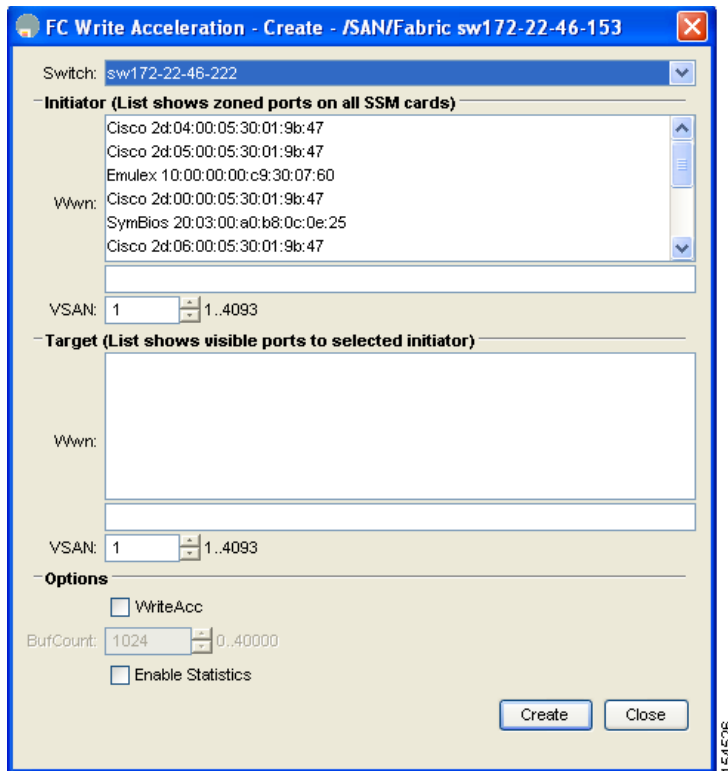 FC Write Acceleration - Create - /SAN/Fabric sw172-22-46-153
Switch: sw172-22-46-222
Initiator (List shows zoned ports on all SSM cards)
Cisco 2d:04:00:05:30:01:9b:47
Cisco 2d:05:00:05:30:01:9b:47
Emulex 10:00:00:00:c9:30:07:60
Wwn:
Cisco 2d:00:00:05:30:01:9b:47
SymBios 20:03:00:a0:b8:0c:0e:25
Cisco 2d:06:00:05:30:01:9b:47
VSAN: 1 1..4093
Target (List shows visible ports to selected initiator)
Wwn:
VSAN: 1 1..4093
Options
WriteAcc
BufCount: 1024 0..40000
Enable Statistics
Create Close